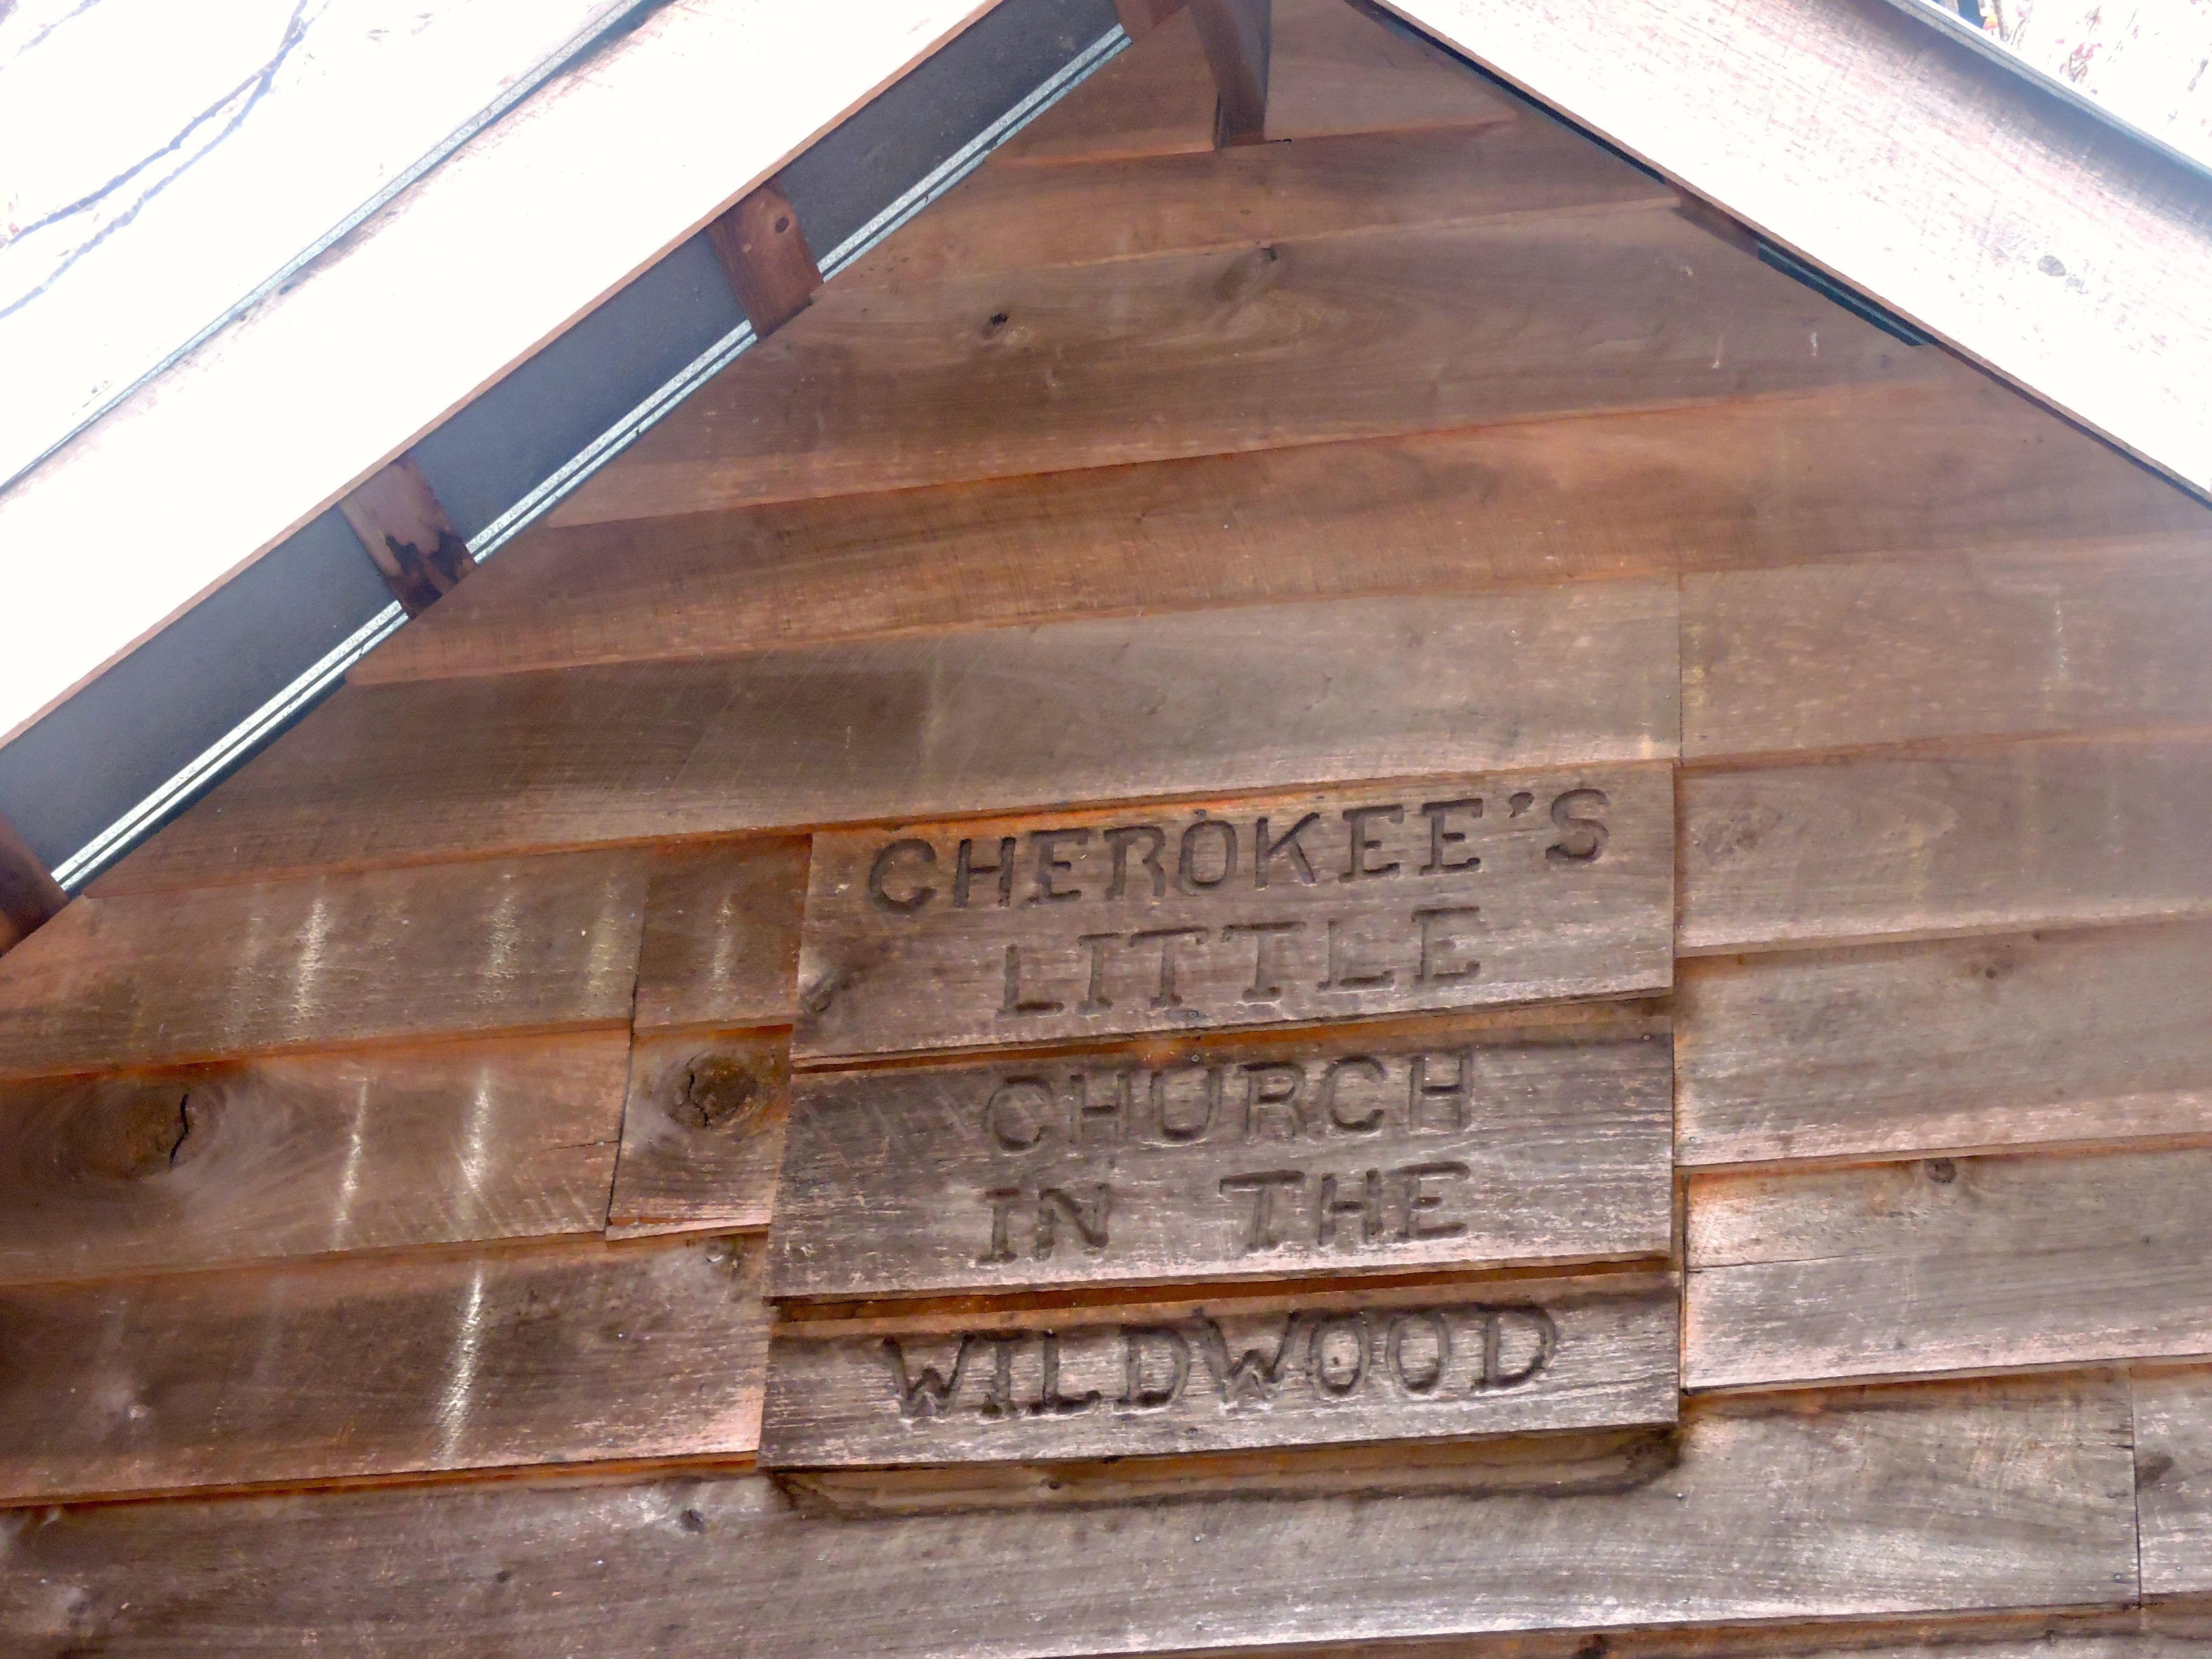 CHEROKEE'S
LITTLE
CHURCH
IN THE
WILDWOOD